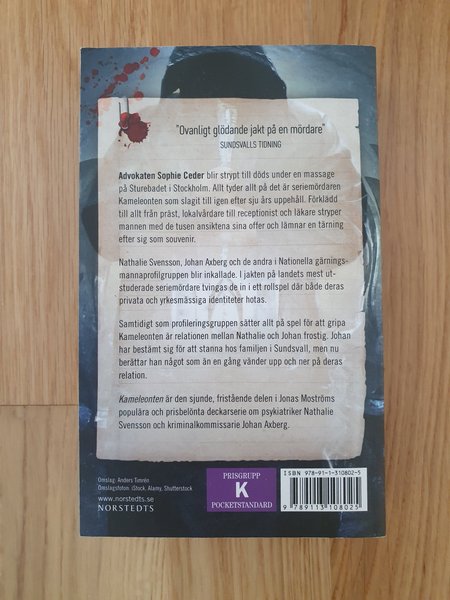 "Ovanligt glödande jakt på en mördare"
SUNDSVALLS TIDNING
Advokaten Sophie Ceder blir strypt till döds under en massage
på Sturebadet i Stockholm. Allt tyder allt på det är seriemördaren
Kameleonten som slagit till igen efter sju års uppehåll. Förklädd
till allt från präst, lokalvårdare till receptionist och läkare stryper
mannen med de tusen ansiktena sina offer och lämnar en tärning
efter sig som souvenir.
Nathalie Svensson, Johan Axberg och de andra i Nationella gärnings-
mannaprofilgruppen blir inkallade. I jakten på landets mest ut-
studerade seriemördare tvingas de in i ett rollspel där både deras
privata och yrkesmässiga identiteter hotas.
Samtidigt som profileringsgruppen sätter allt på spel för att gripa
Kameleonten är relationen mellan Nathalie och Johan frostig. Johan
har bestämt sig för att stanna hos familjen i Sundsvall, men nu
berättar han något som än en gång vänder upp och ner på deras
relation.
Kameleonten är den sjunde, fristående delen i Jonas Moströms
populära och prisbelönta deckarserie om psykiatriker Nathalie
Svensson och kriminalkommissarie Johan Axberg.
Omslag: Anders Timrén
Omslagsfoton: iStock, Alamy, Shutterstock
www.norstedts.se
NORSTEDTS
PRISGRUPP
K
POCKETSTANDARD
ISBN 978-91-1-310802-5
9 789113 108025